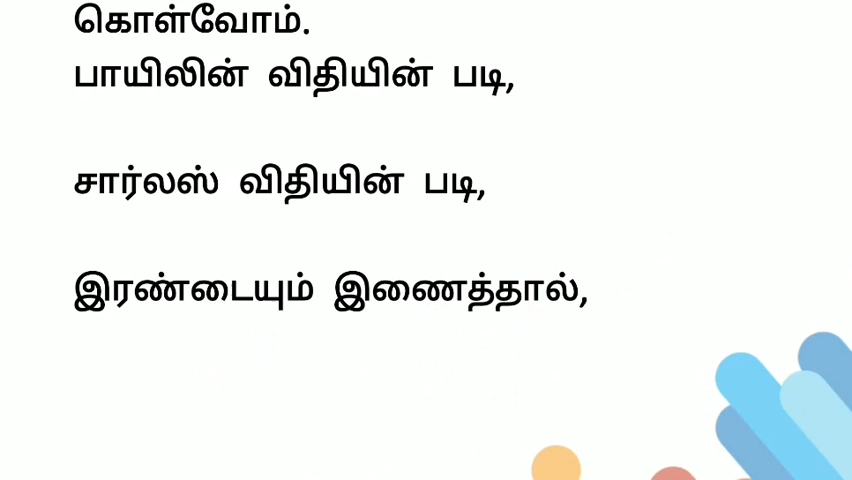 கொள்வோம்.
பாயிலின் விதியின் படி,
சார்லஸ் விதியின் படி,
இரண்டையும் இணைத்தால்,